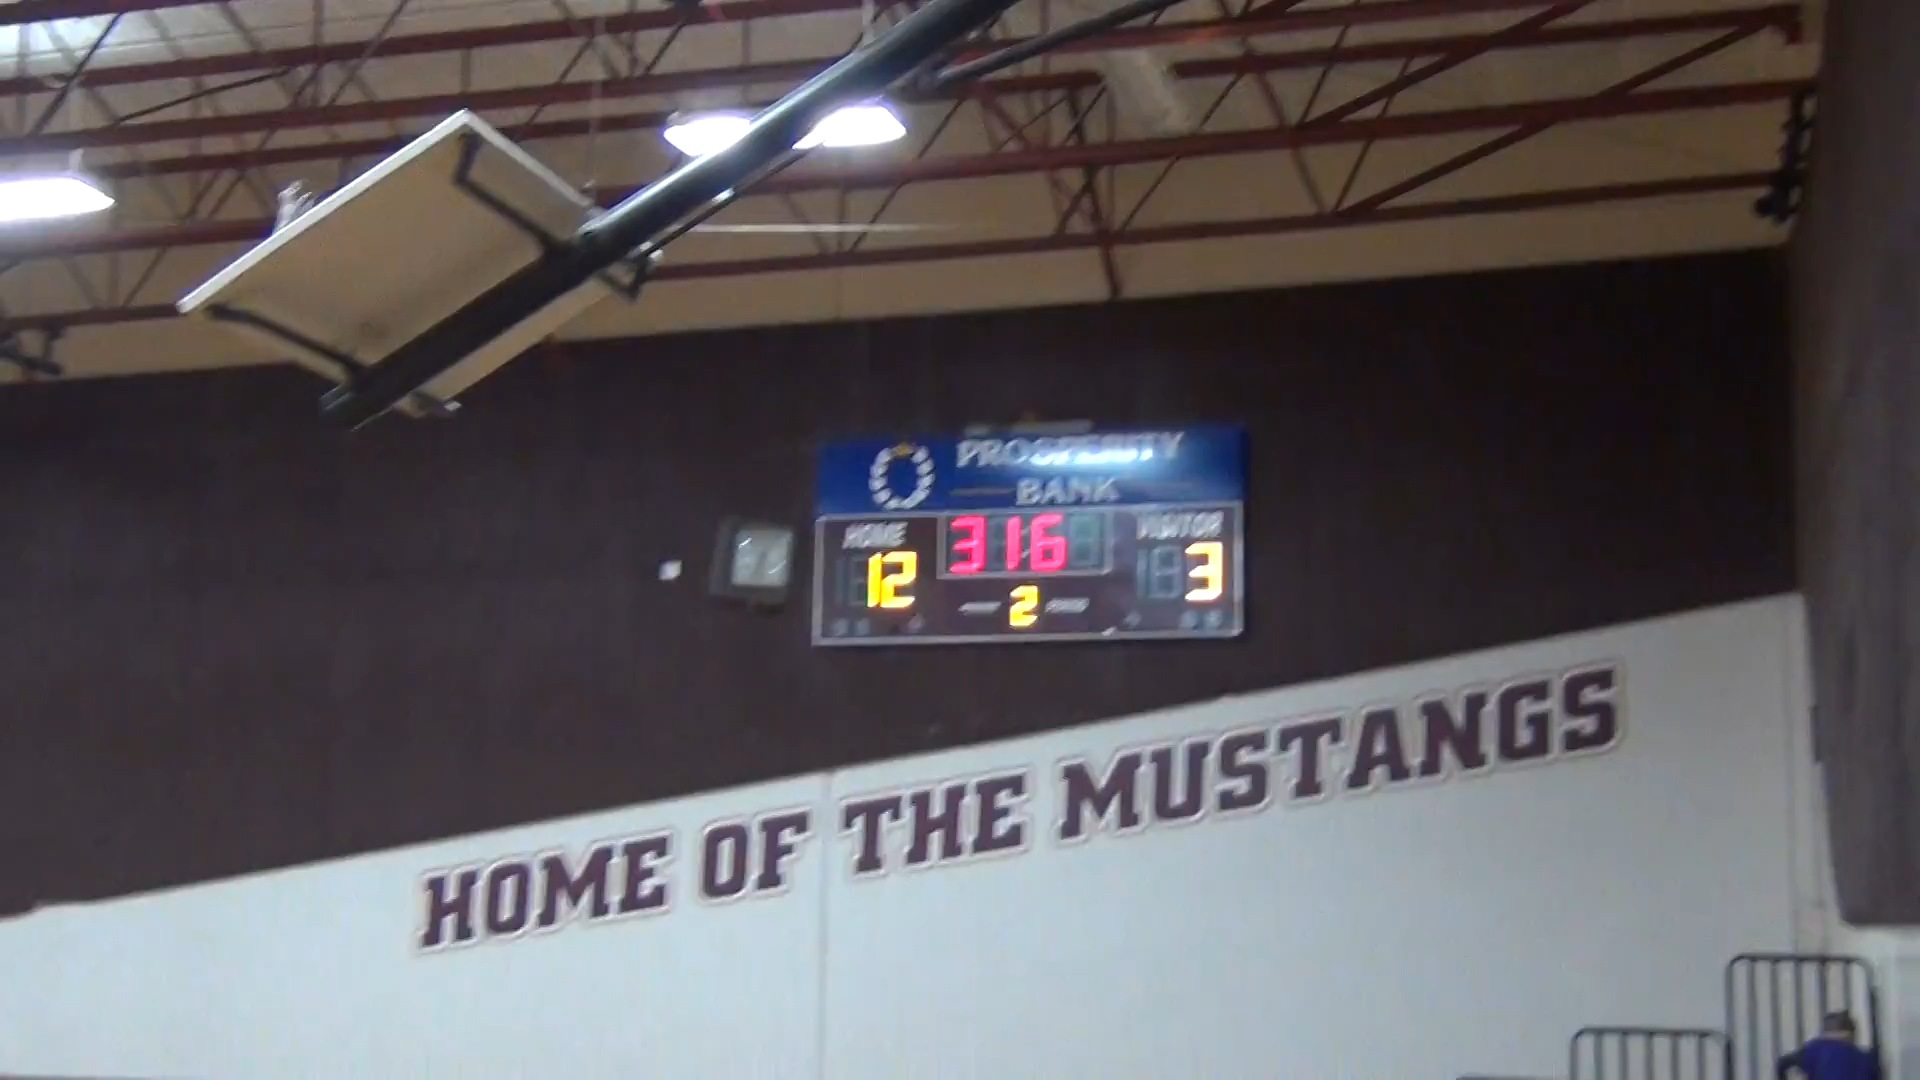 PROSPERITY
BANK
HOME 316 VISITOR
12 2 3
HOME OF THE MUSTANGS